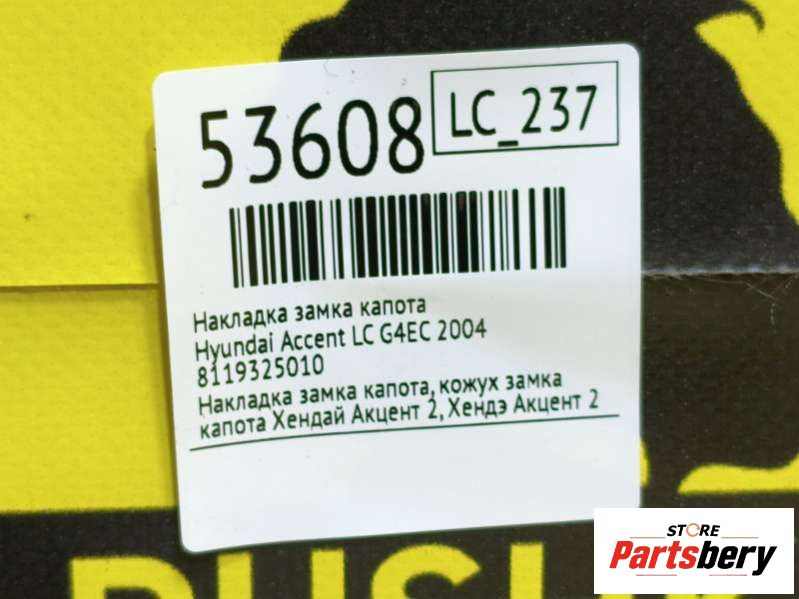 53608
LC_237
Накладка замка капота
Hyundai Accent LC G4EC 2004
8119325010
Накладка замка капота, кожух замка
капота Хендай Акцент 2, Хендэ Акцент 2
STORE
Partsbery